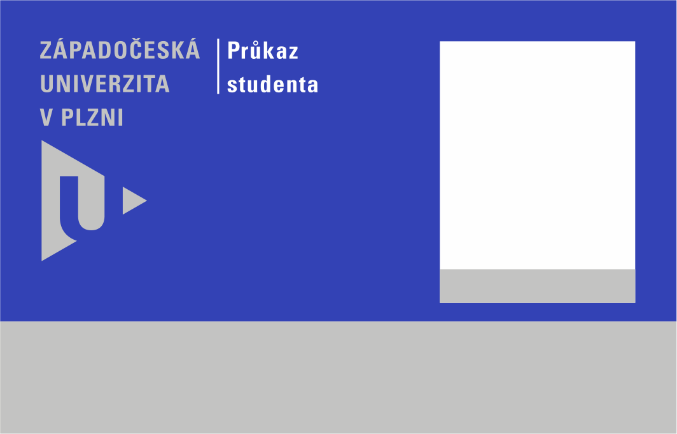 ZÁPADOČESKÁ
UNIVERZITA
V PLZNI
Průkaz
studenta
U